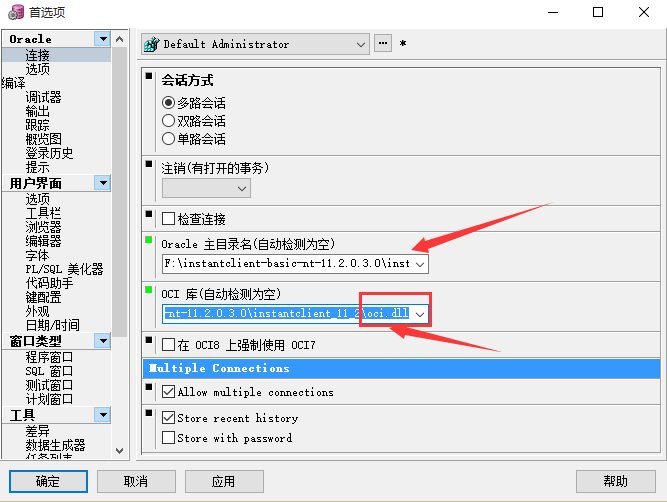 首选项
Oracle
连接
选项
编译
调试器
输出
跟踪
概览图
登录历史
提示
用户界面
选项
工具栏
浏览器
编辑器
字体
PL/SQL 美化器
代码助手
键配置
外观
日期/时间
窗口类型
程序窗口
SQL 窗口
测试窗口
计划窗口
工具
差异
数据生成器
任务列表
Default Administrator
*
会话方式
多路会话
双路会话
单路会话
注销(有打开的事务)
检查连接
Oracle 主目录名(自动检测为空)
F:\instantclient-basic-nt-11.2.0.3.0\inst
OCI 库(自动检测为空)
-nt-11.2.0.3.0\instantclient_11_2\oci.dll
在 OCI8 上强制使用 OCI7
Multiple Connections
Allow multiple connections
Store recent history
Store with password
确定
取消
应用
帮助